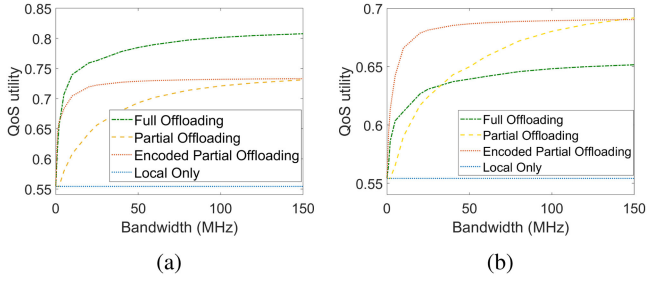 0.85
0.8
0.75
0.7
0.65
0.6
0.55
QoS utility
Full Offloading
Partial Offloading
Encoded Partial Offloading
Local Only
0 50 100 150
Bandwidth (MHz)
(a)
0.7
0.65
0.6
0.55
QoS utility
Full Offloading
Partial Offloading
Encoded Partial Offloading
Local Only
0 50 100 150
Bandwidth (MHz)
(b)